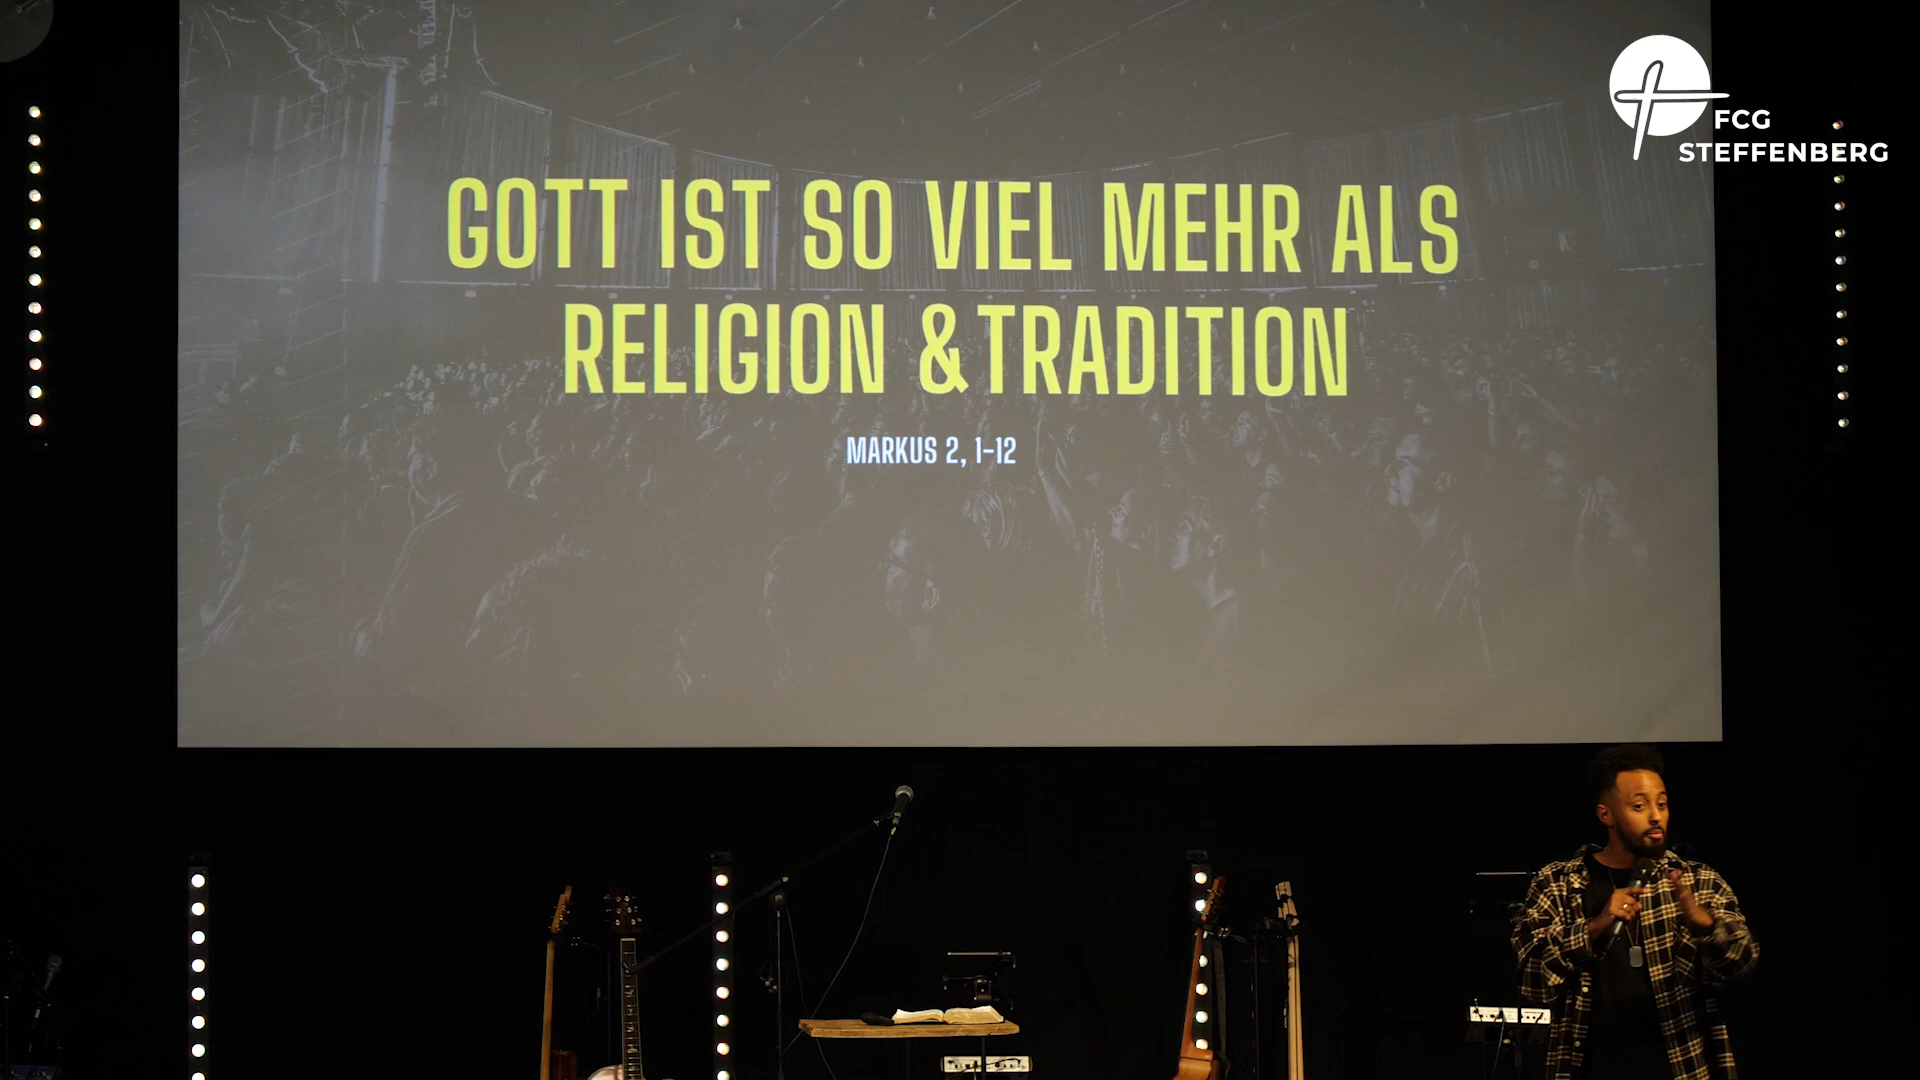 GOTT IST SO VIEL MEHR ALS
RELIGION & TRADITION
MARKUS 2, 1-12
FCG
STEFFENBERG